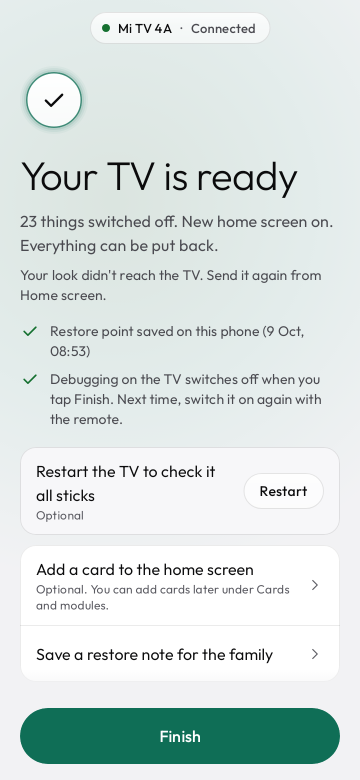 Mi TV 4A · Connected
Your TV is ready
23 things switched off. New home screen on.
Everything can be put back.
Your look didn't reach the TV. Send it again from
Home screen.
Restore point saved on this phone (9 Oct,
08:53)
Debugging on the TV switches off when you
tap Finish. Next time, switch it on again with
the remote.
Restart the TV to check it
all sticks
Optional
Restart
Add a card to the home screen
Optional. You can add cards later under Cards
and modules.
Save a restore note for the family
Finish